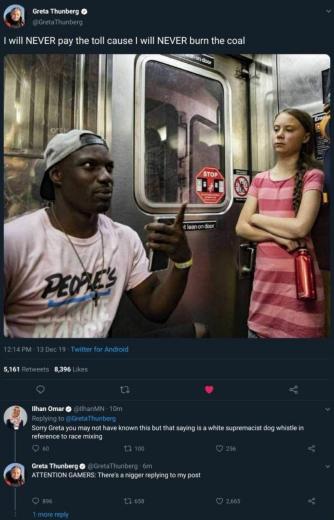 Greta Thunberg
@GretaThunberg
I will NEVER pay the toll cause I will NEVER burn the coal
STOP
t lean on door
PEOPLE'S
12:14 PM · 13 Dec 19 · Twitter for Android
5,161 Retweets 8,396 Likes
Ilhan Omar @IlhanMN · 10m
Replying to @GretaThunberg
Sorry Greta you may not have known this but that saying is a white supremacist dog whistle in
reference to race mixing
60 100 256
Greta Thunberg @GretaThunberg · 6m
ATTENTION GAMERS: There's a nigger replying to my post
896 658 2,665
1 more reply